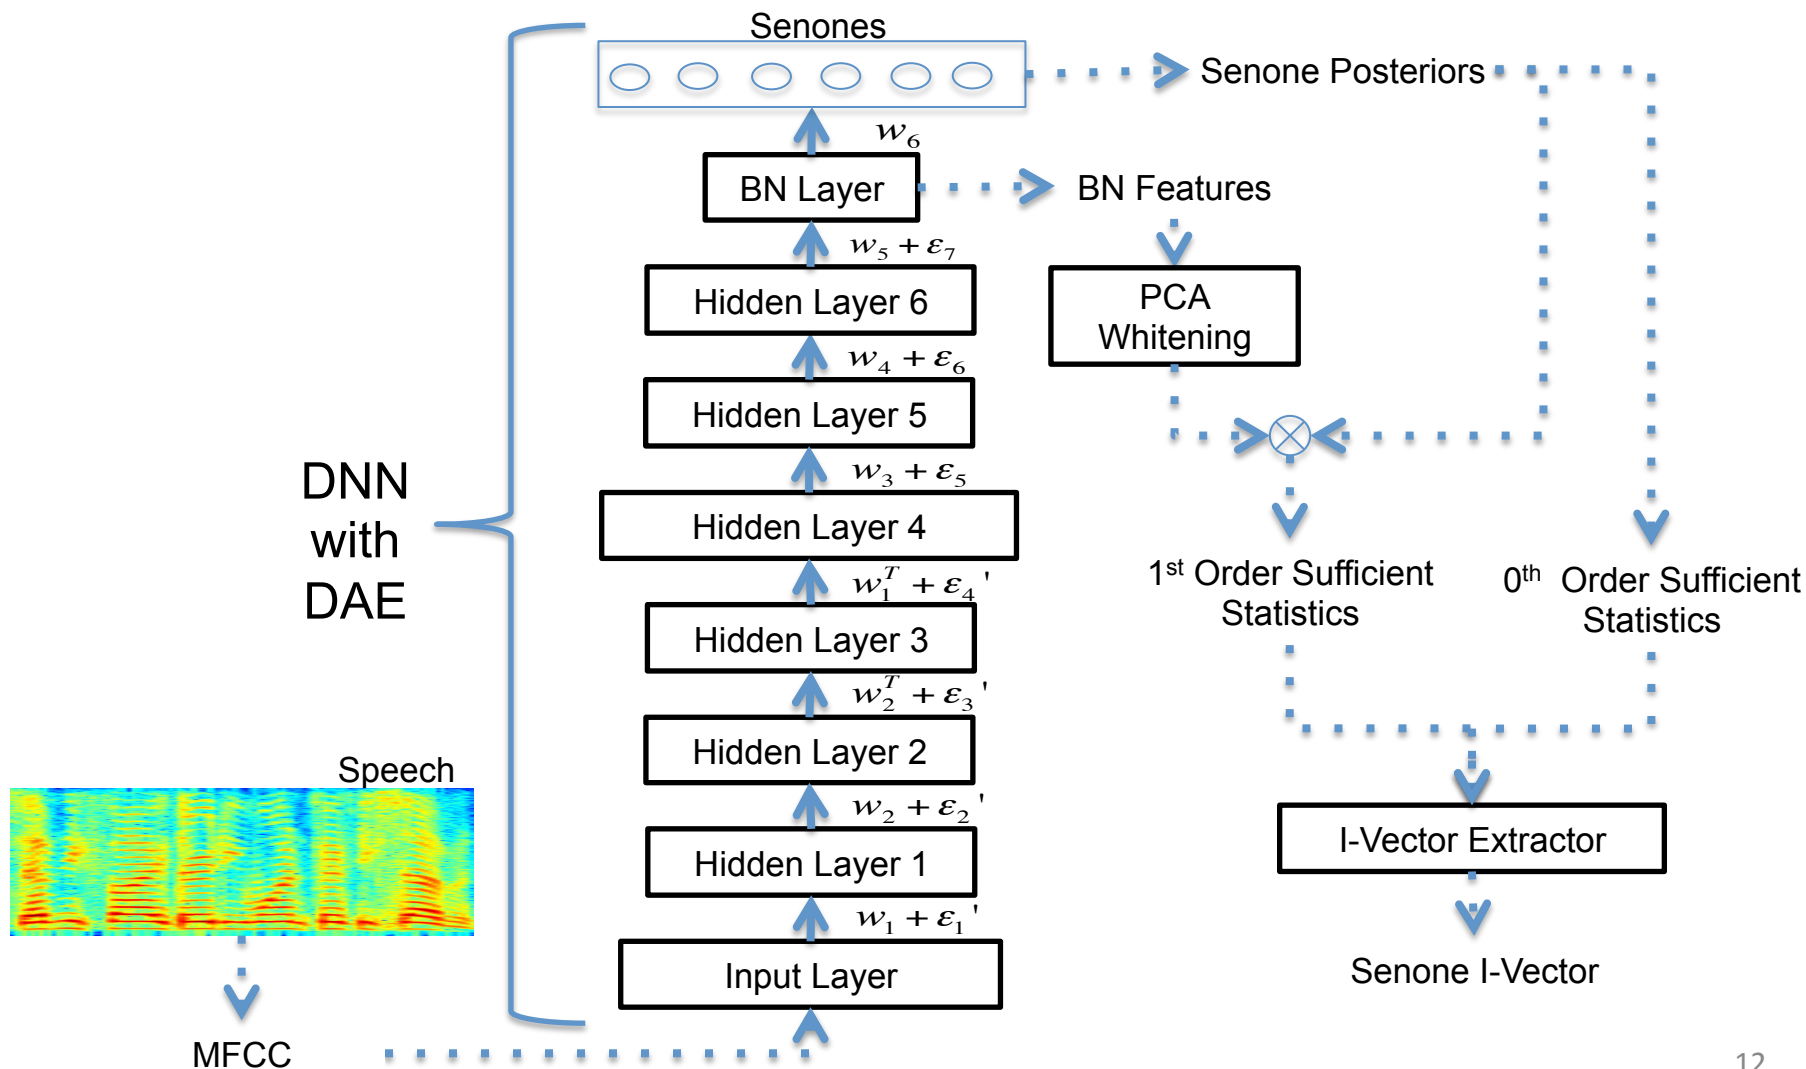 Senones
Senone Posteriors
w₆
BN Layer
BN Features
w₅ + ε₇
Hidden Layer 6
PCA
Whitening
w₄ + ε₆
Hidden Layer 5
w₃ + ε₅
DNN
with
DAE
Hidden Layer 4
w₁ᵀ + ε₄'
1st Order Sufficient
Statistics
0th Order Sufficient
Statistics
Hidden Layer 3
w₂ᵀ + ε₃'
Hidden Layer 2
Speech
w₂ + ε₂'
Hidden Layer 1
I-Vector Extractor
w₁ + ε₁'
Input Layer
Senone I-Vector
MFCC
12